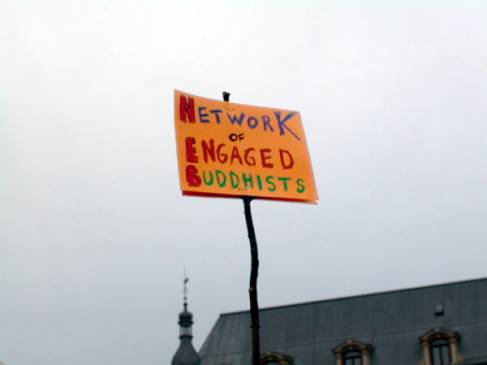 NETWORK
OF
ENGAGED
BUDDHISTS